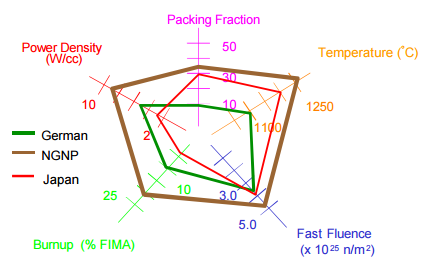 Packing Fraction
50
Power Density
(W/cc)
Temperature (°C)
30
10
10
1250
1100
German
2
NGNP
Japan
10
25
3.0
5.0
Fast Fluence
(x 10²⁵ n/m²)
Burnup (% FIMA)